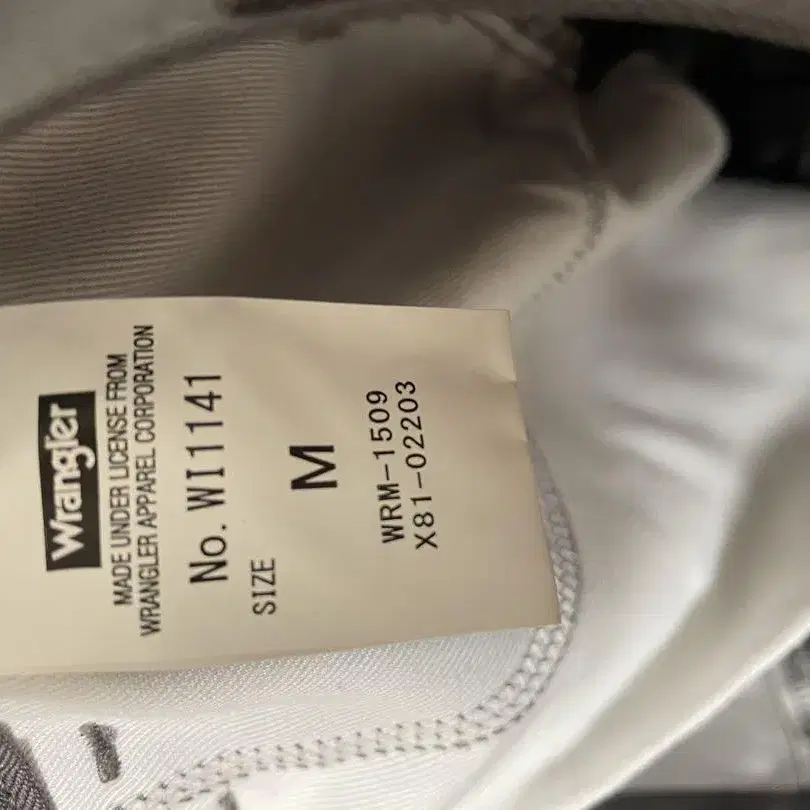 Wrangler
MADE UNDER LICENSE FROM
WRANGLER APPAREL CORPORATION
No. WI1141
SIZE
M
WRM-1509
X81-02203